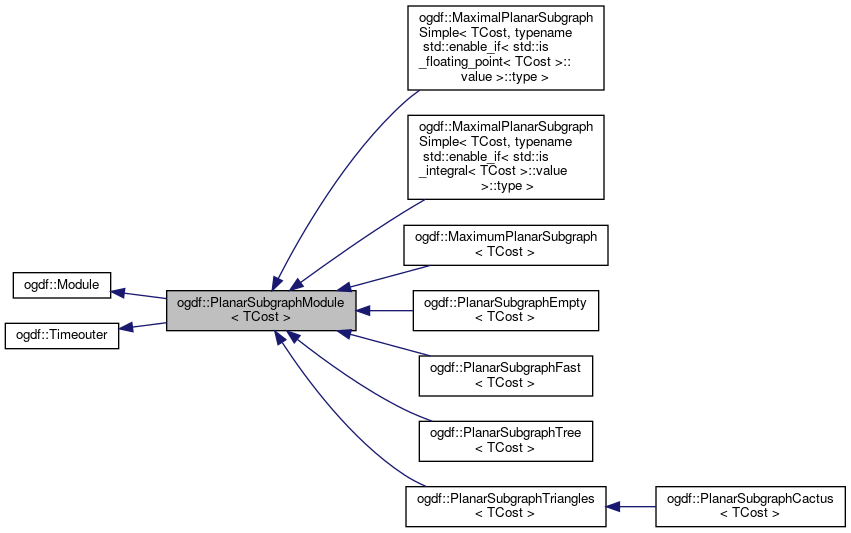 ogdf::MaximalPlanarSubgraph
Simple< TCost, typename
std::enable_if< std::is
_floating_point< TCost >::
value >::type >
ogdf::MaximalPlanarSubgraph
Simple< TCost, typename
std::enable_if< std::is
_integral< TCost >::value
>::type >
ogdf::MaximumPlanarSubgraph
< TCost >
ogdf::Module
ogdf::PlanarSubgraphModule
< TCost >
ogdf::PlanarSubgraphEmpty
< TCost >
ogdf::Timeouter
ogdf::PlanarSubgraphFast
< TCost >
ogdf::PlanarSubgraphTree
< TCost >
ogdf::PlanarSubgraphTriangles
< TCost >
ogdf::PlanarSubgraphCactus
< TCost >